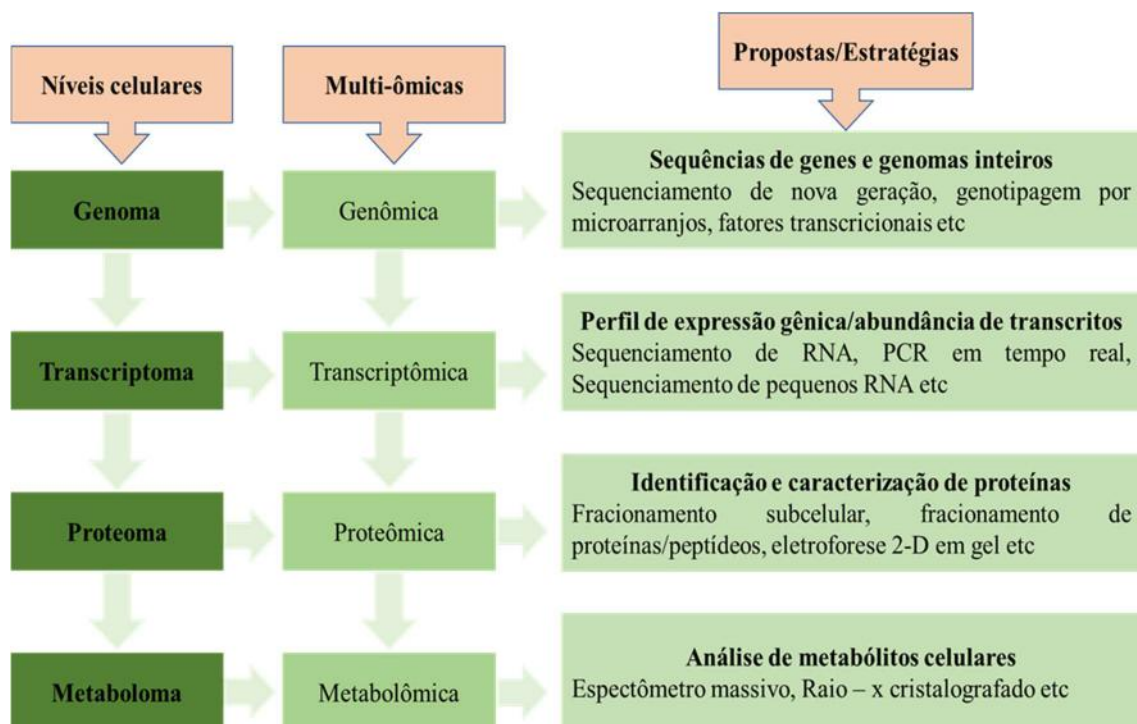 Níveis celulares
Multi-ômicas
Propostas/Estratégias
Genoma
Genômica
Sequências de genes e genomas inteiros
Sequenciamento de nova geração, genotipagem por
microarranjos, fatores transcricionais etc
Transcriptoma
Transcriptômica
Perfil de expressão gênica/abundância de transcritos
Sequenciamento de RNA, PCR em tempo real,
Sequenciamento de pequenos RNA etc
Proteoma
Proteômica
Identificação e caracterização de proteínas
Fracionamento subcelular, fracionamento de
proteínas/peptídeos, eletroforese 2-D em gel etc
Metaboloma
Metabolômica
Análise de metabólitos celulares
Espectômetro massivo, Raio – x cristalografado etc